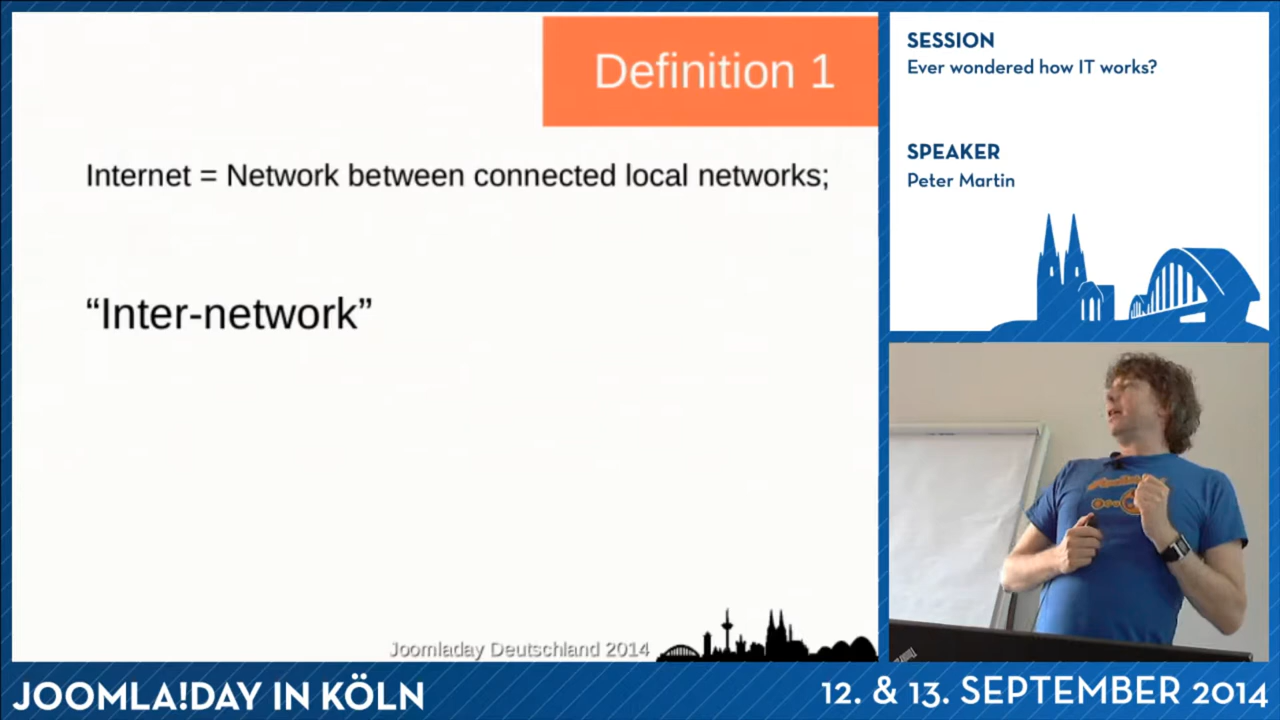 Definition 1
Internet = Network between connected local networks;
“Inter-network”
Joomladay Deutschland 2014
SESSION
Ever wondered how IT works?
SPEAKER
Peter Martin
JOOMLA!DAY IN KÖLN
12. & 13. SEPTEMBER 2014